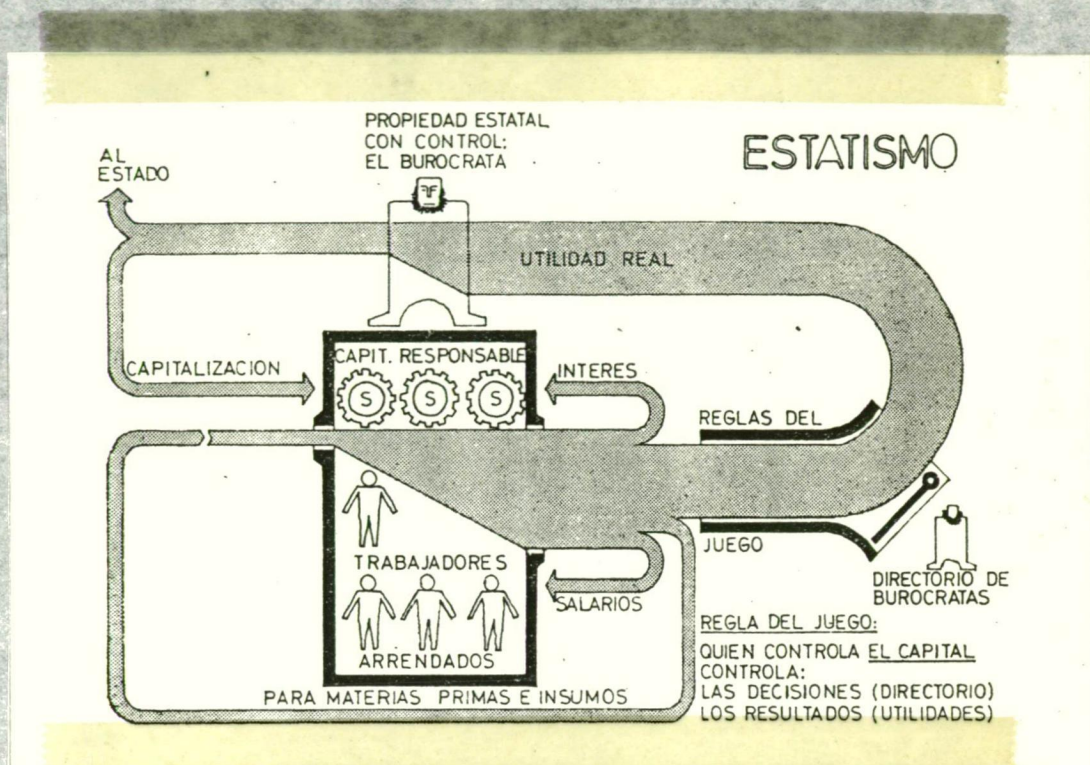 ESTATISMO
PROPIEDAD ESTATAL
CON CONTROL:
EL BUROCRATA
AL
ESTADO
UTILIDAD REAL
CAPITALIZACION
CAPIT. RESPONSABLE
S S S
INTERES
REGLAS DEL
JUEGO
TRABAJADORES
ARRENDADOS
SALARIOS
DIRECTORIO DE
BUROCRATAS
PARA MATERIAS PRIMAS E INSUMOS
REGLA DEL JUEGO:
QUIEN CONTROLA EL CAPITAL
CONTROLA:
LAS DECISIONES (DIRECTORIO)
LOS RESULTADOS (UTILIDADES)